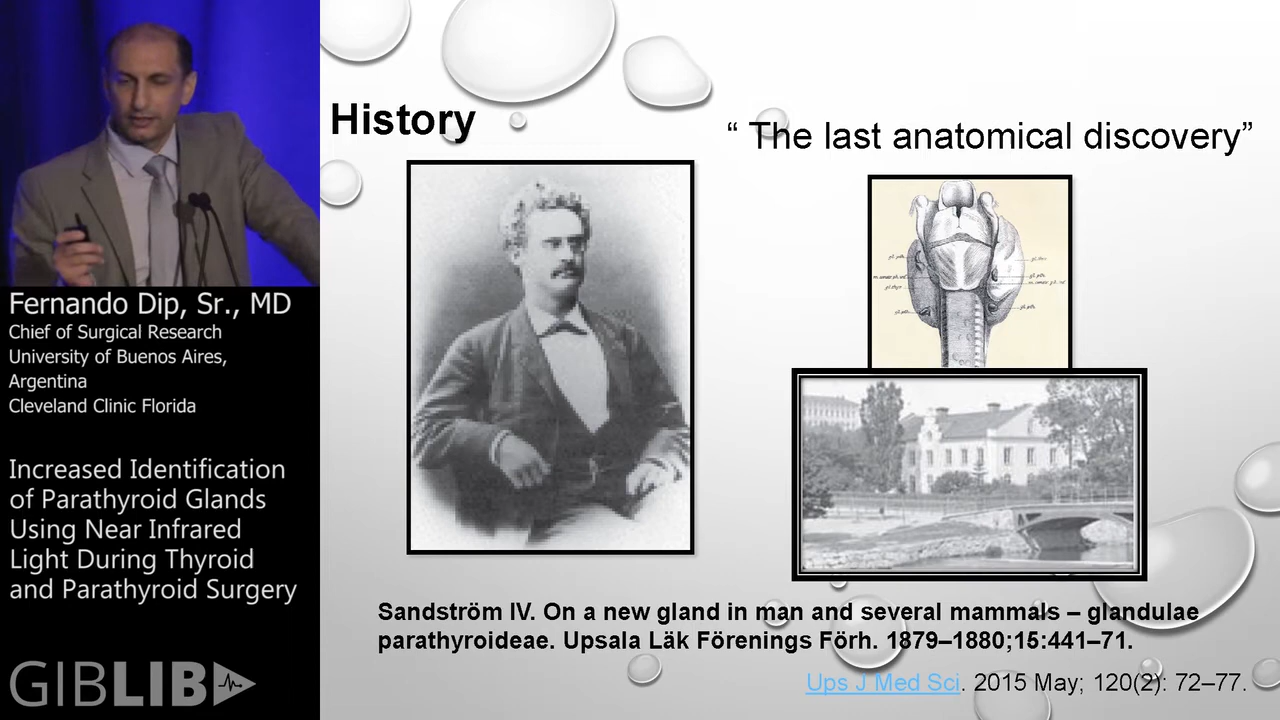 Fernando Dip, Sr., MD
Chief of Surgical Research
University of Buenos Aires,
Argentina
Cleveland Clinic Florida
Increased Identification
of Parathyroid Glands
Using Near Infrared
Light During Thyroid
and Parathyroid Surgery
GIBLIB
History
“ The last anatomical discovery”
Sandström IV. On a new gland in man and several mammals – glandulae
parathyroideae. Upsala Läk Förenings Förh. 1879–1880;15:441–71.
Ups J Med Sci. 2015 May; 120(2): 72–77.